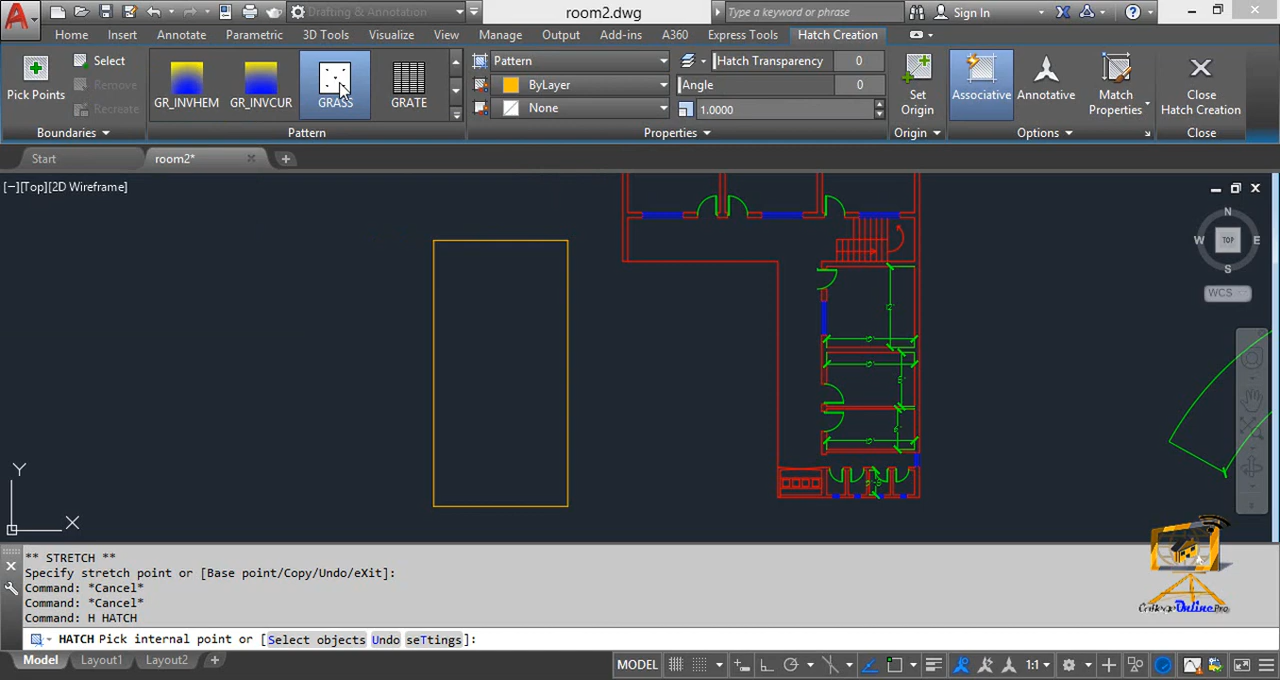 Drafting & Annotation
room2.dwg
Type a keyword or phrase
Sign In
Home Insert Annotate Parametric 3D Tools Visualize View Manage Output Add-ins A360 Express Tools Hatch Creation
Pick Points
Select
Remove
Recreate
Boundaries
GR_INVHEM
GR_INVCUR
GRASS
GRATE
Pattern
Pattern
ByLayer
None
Hatch Transparency 0
Angle 0
1.0000
Properties
Set
Origin
Origin
Associative
Annotative
Match
Properties
Options
Close
Hatch Creation
Close
Start
room2*
[−][Top][2D Wireframe]
N
W
TOP
E
S
WCS
Y
X
** STRETCH **
Specify stretch point or [Base point/Copy/Undo/eXit]:
Command: *Cancel*
Command: *Cancel*
Command: H HATCH
HATCH Pick internal point or [Select objects Undo seTtings]:
College Online Pro
Model
Layout1
Layout2
+
MODEL
1:1